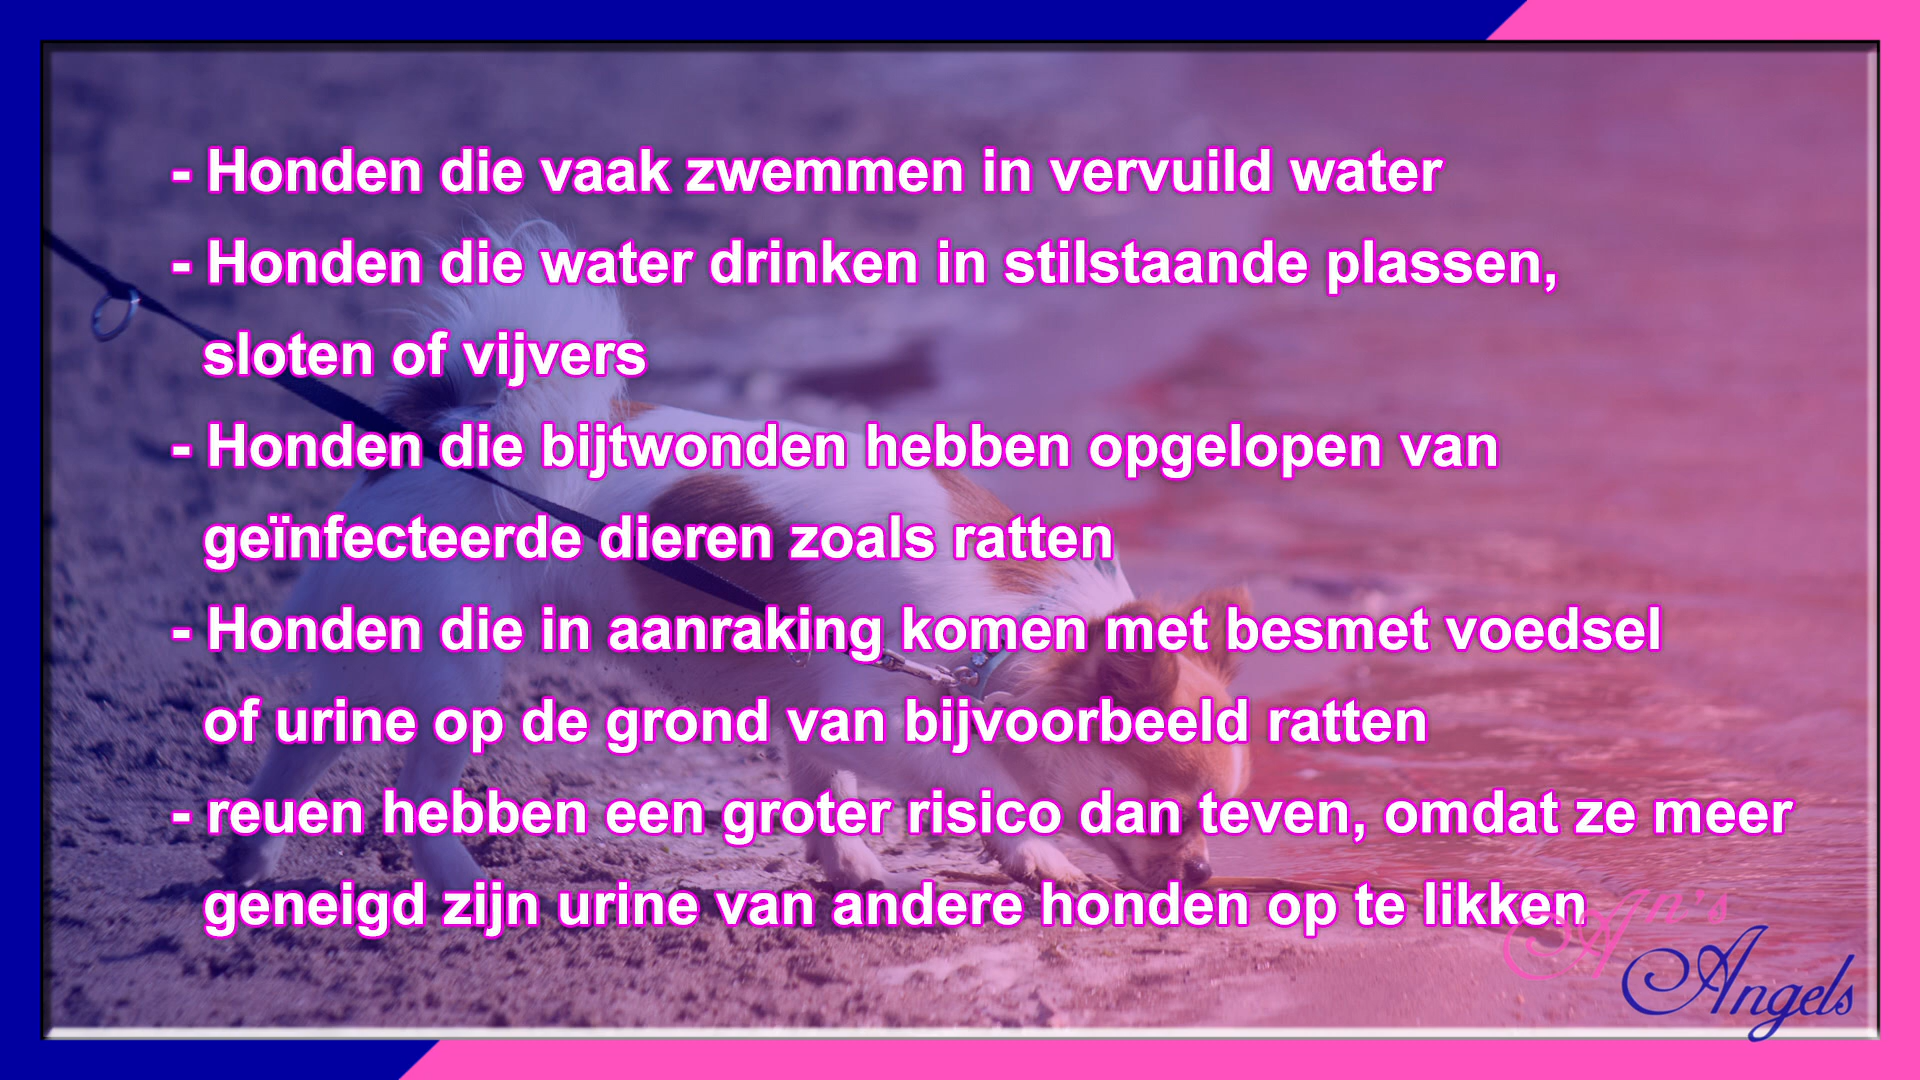 - Honden die vaak zwemmen in vervuild water
- Honden die water drinken in stilstaande plassen,
sloten of vijvers
- Honden die bijtwonden hebben opgelopen van
geïnfecteerde dieren zoals ratten
- Honden die in aanraking komen met besmet voedsel
of urine op de grond van bijvoorbeeld ratten
- reuen hebben een groter risico dan teven, omdat ze meer
geneigd zijn urine van andere honden op te likken
An's
Angels